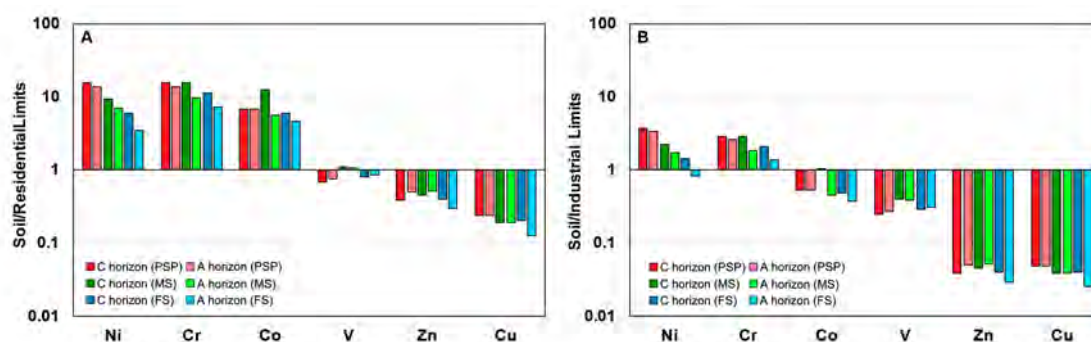 A
Soil/ResidentialLimits
100
10
1
0.1
0.01
C horizon (PSP) A horizon (PSP)
C horizon (MS) A horizon (MS)
C horizon (FS) A horizon (FS)
Ni Cr Co V Zn Cu
B
Soil/Industrial Limits
100
10
1
0.1
0.01
C horizon (PSP) A horizon (PSP)
C horizon (MS) A horizon (MS)
C horizon (FS) A horizon (FS)
Ni Cr Co V Zn Cu